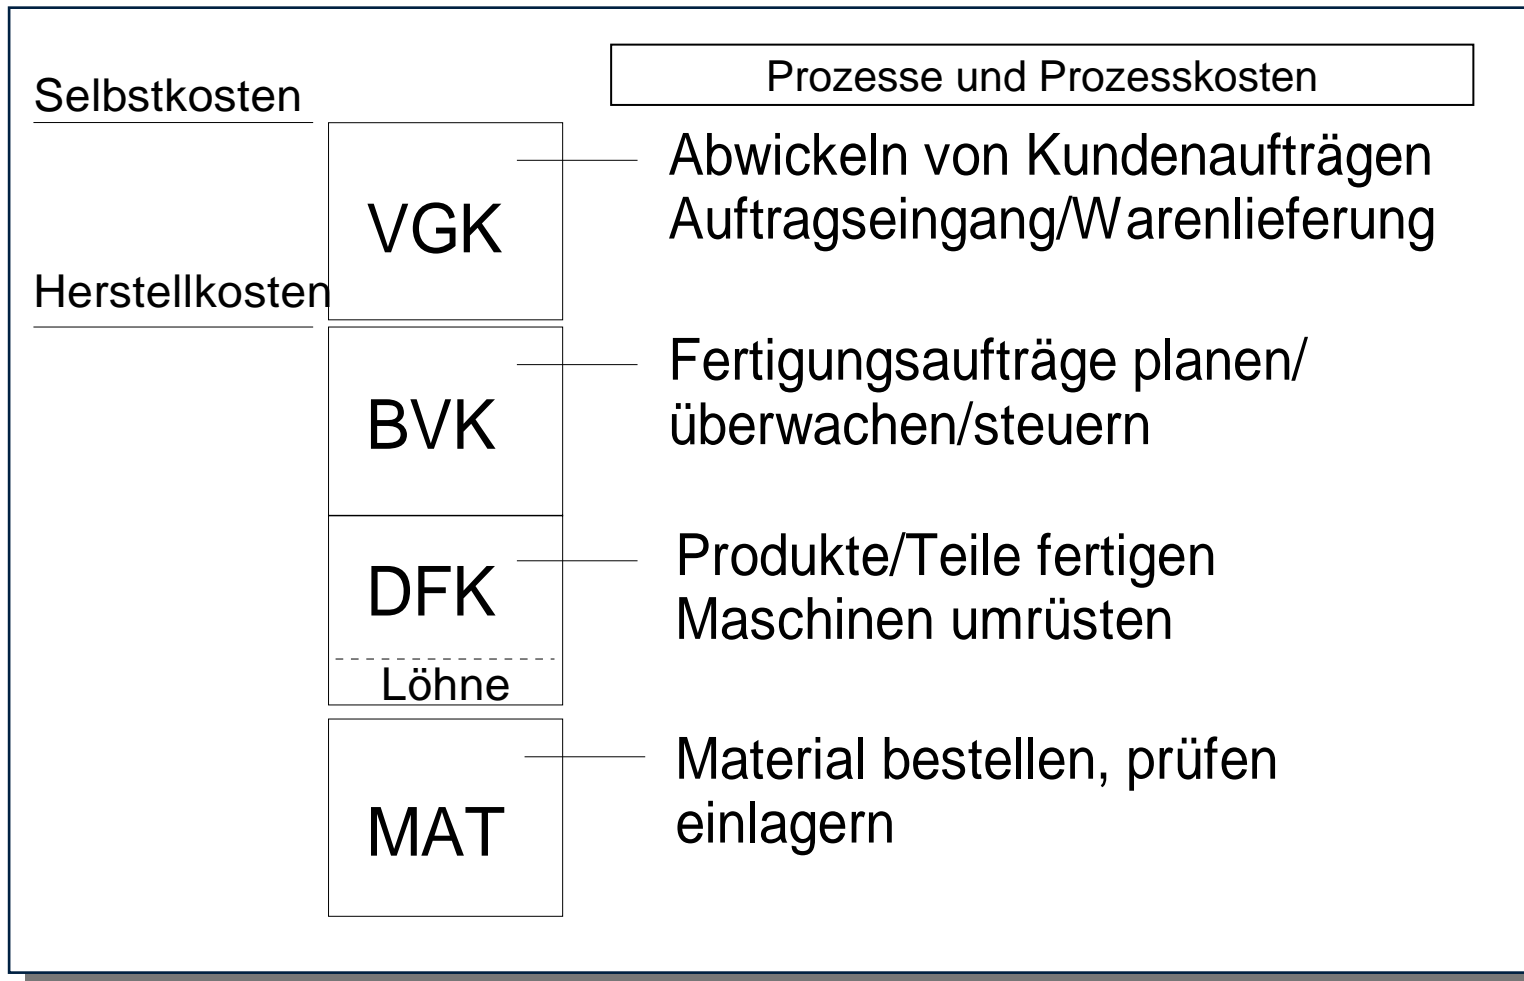 Prozesse und Prozesskosten
Selbstkosten
VGK
Abwickeln von Kundenaufträgen
Auftragseingang/Warenlieferung
Herstellkosten
BVK
Fertigungsaufträge planen/
überwachen/steuern
DFK
Produkte/Teile fertigen
Maschinen umrüsten
Löhne
MAT
Material bestellen, prüfen
einlagern